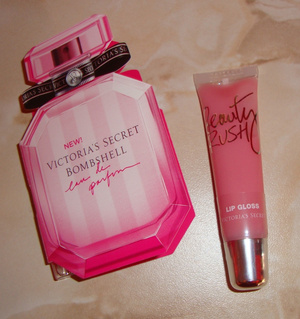 NEW!
VICTORIA'S SECRET
BOMBSHELL
eau de
parfum
Beauty
RUSH
LIP GLOSS
VICTORIA'S SECRET